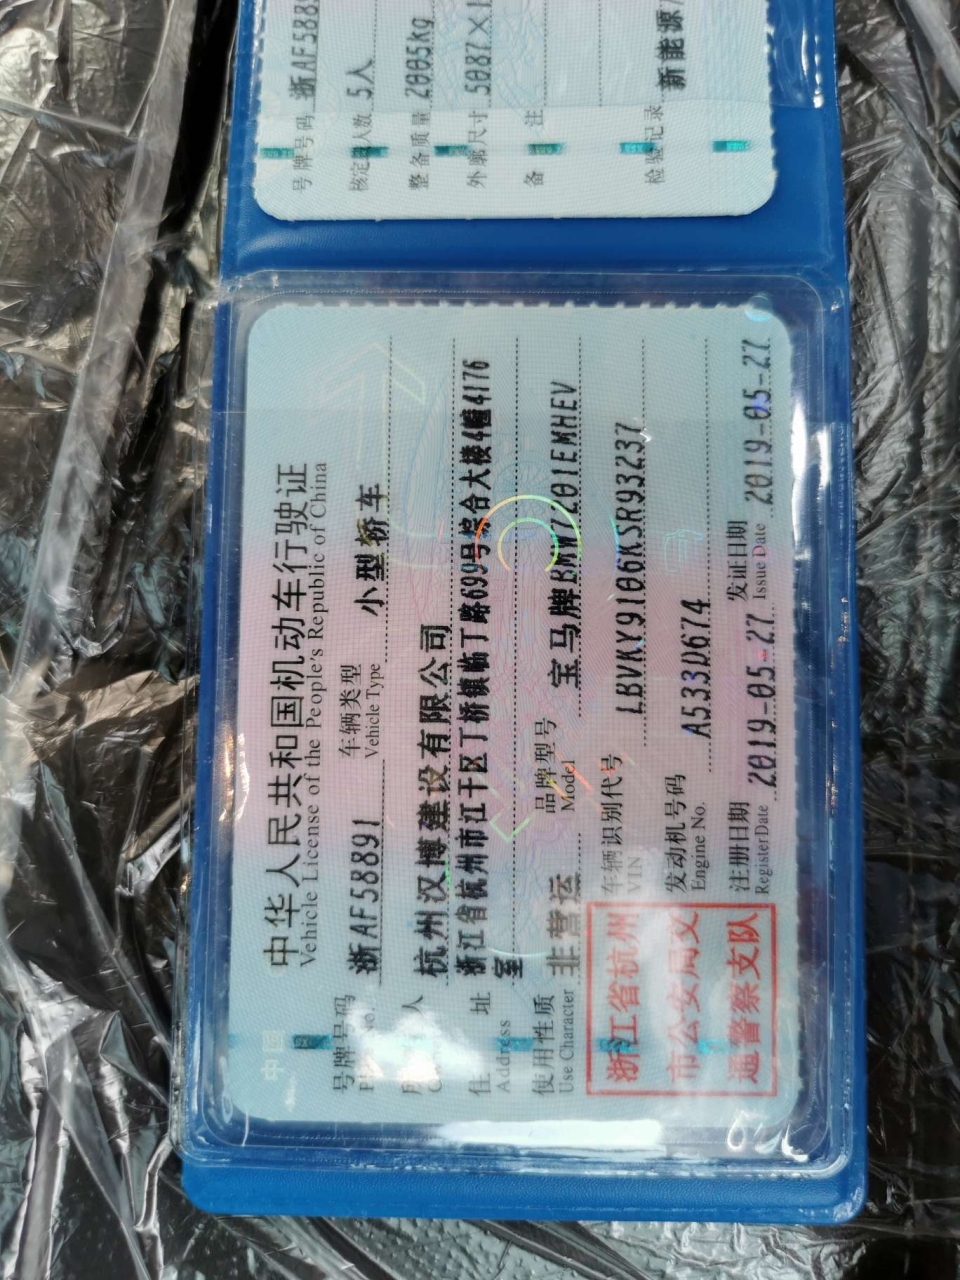 中华人民共和国机动车行驶证
Vehicle License of the People's Republic of China
号牌号码 浙AF58891 车辆类型 小型轿车
No. Vehicle Type
人 杭州汉博建设有限公司
住址 浙江省杭州市江干区丁桥镇临丁路699号综合大楼4幢4176
Address 室
使用性质 非营运 品牌型号 宝马牌BMW7201EMHEV
Use Character Model
浙江省杭州
市公安局交
通警察支队
车辆识别代号 LBVKY9106KSR93237
VIN
发动机号码 A533D674
Engine No.
注册日期 2019-05-27 发证日期 2019-05-27
Register Date Issue Date
号牌号码 浙AF5889
核定人数 5人
整备质量 2005kg
外廓尺寸 5087×1
备注
检验记录 新能源